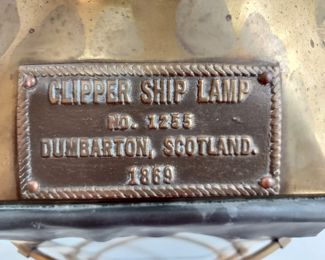 CLIPPER SHIP LAMP
NO. 1255
DUMBARTON, SCOTLAND.
1869